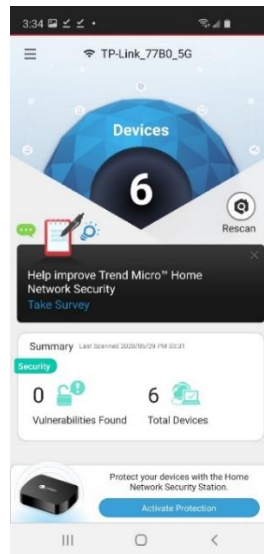 3:34
TP-Link_77B0_5G
Devices
6
Rescan
Help improve Trend Micro™ Home
Network Security
Take Survey
Summary Last Scanned 2020/06/29 PM 03:31
Security
0 6
Vulnerabilities Found Total Devices
Protect your devices with the Home
Network Security Station.
Activate Protection